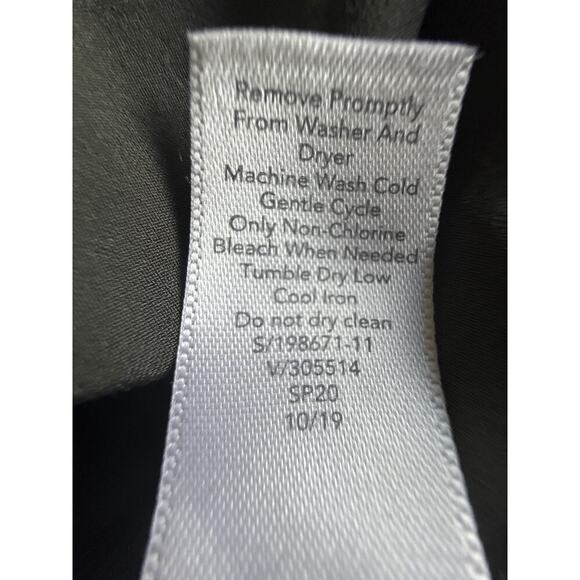 Remove Promptly
From Washer And
Dryer
Machine Wash Cold
Gentle Cycle
Only Non-Chlorine
Bleach When Needed
Tumble Dry Low
Cool Iron
Do not dry clean
S/198671-11
V/305514
SP20
10/19